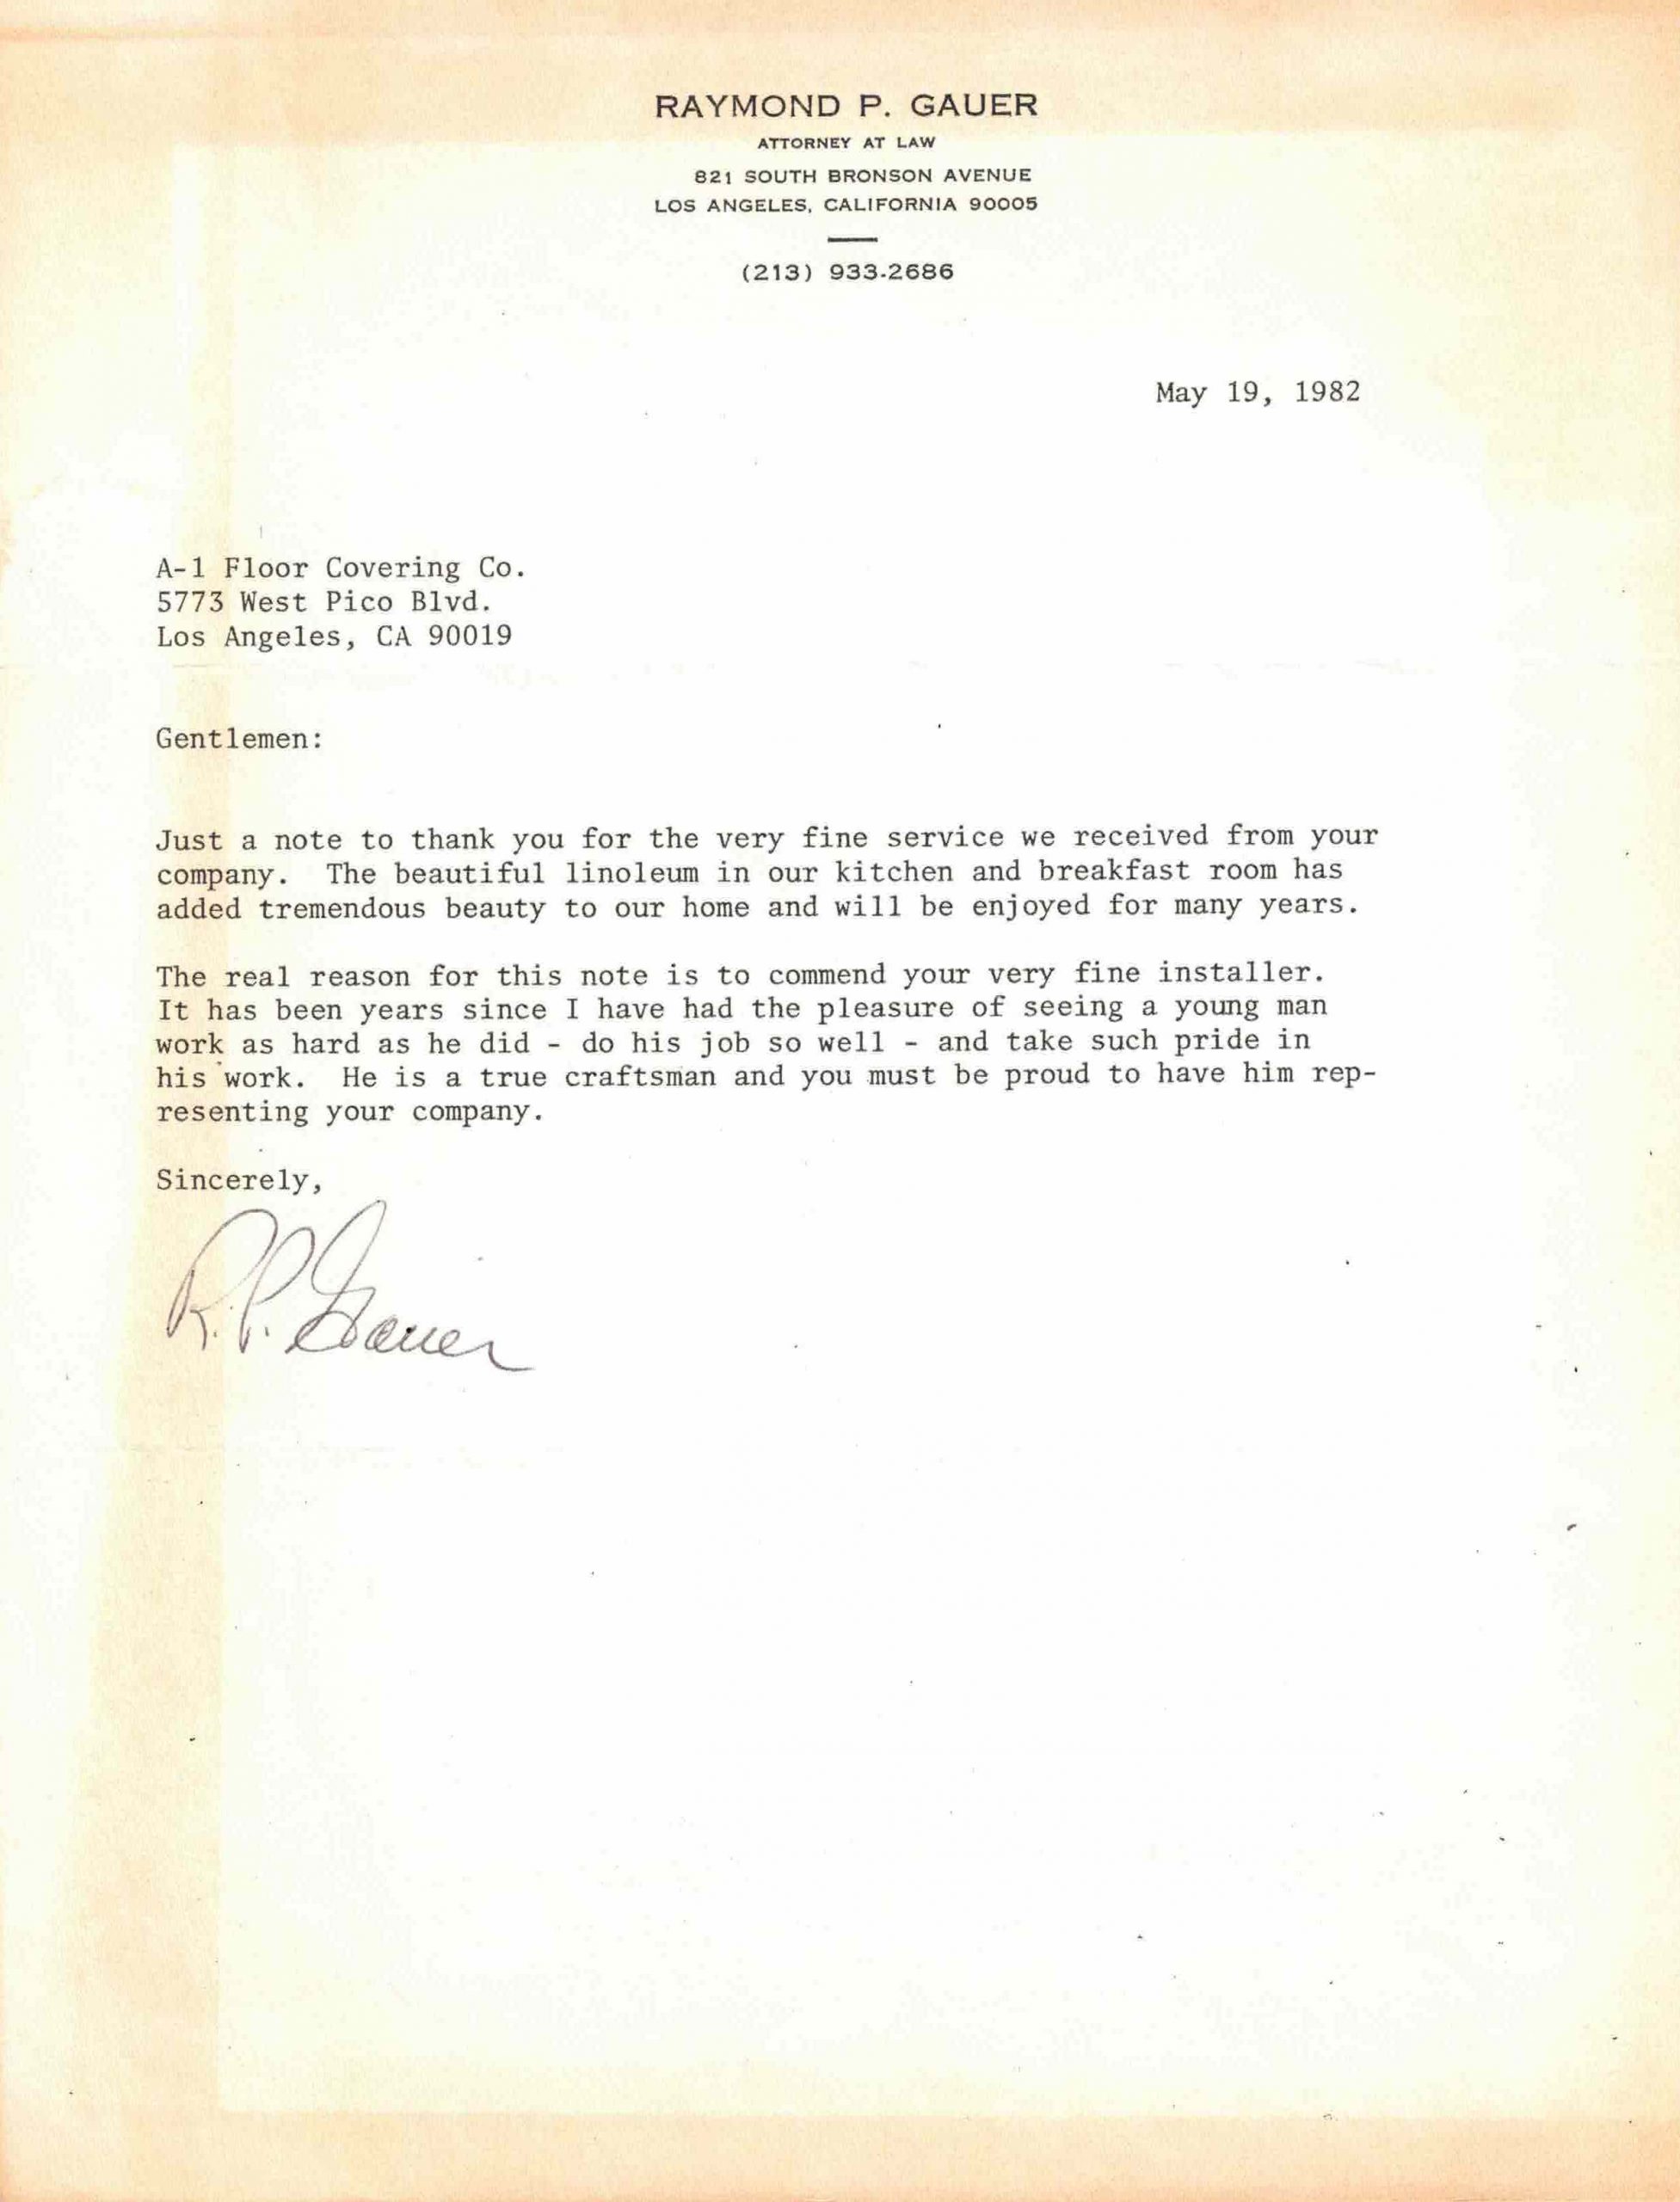 RAYMOND P. GAUER
ATTORNEY AT LAW
821 SOUTH BRONSON AVENUE
LOS ANGELES, CALIFORNIA 90005
(213) 933-2686
May 19, 1982
A-1 Floor Covering Co.
5773 West Pico Blvd.
Los Angeles, CA 90019
Gentlemen:
Just a note to thank you for the very fine service we received from your
company. The beautiful linoleum in our kitchen and breakfast room has
added tremendous beauty to our home and will be enjoyed for many years.
The real reason for this note is to commend your very fine installer.
It has been years since I have had the pleasure of seeing a young man
work as hard as he did - do his job so well - and take such pride in
his work. He is a true craftsman and you must be proud to have him rep-
resenting your company.
Sincerely,
R.P. Gauer